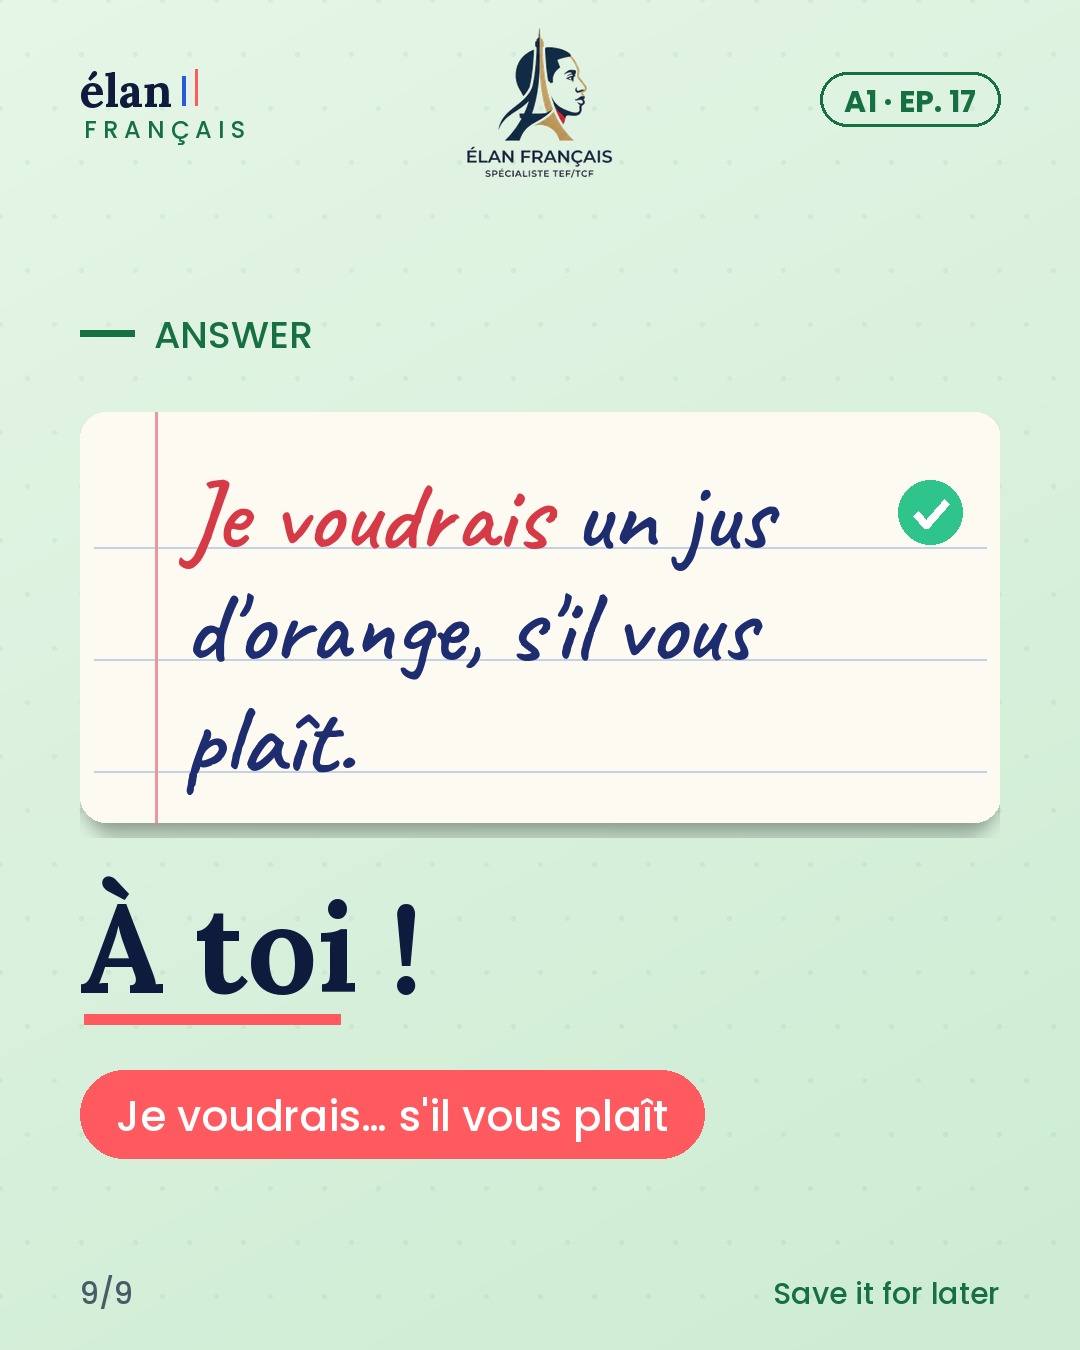 élan
FRANÇAIS
ÉLAN FRANÇAIS
SPÉCIALISTE TEF/TCF
A1 · EP. 17
ANSWER
Je voudrais un jus
d'orange, s'il vous
plaît.
À toi !
Je voudrais... s'il vous plaît
9/9
Save it for later